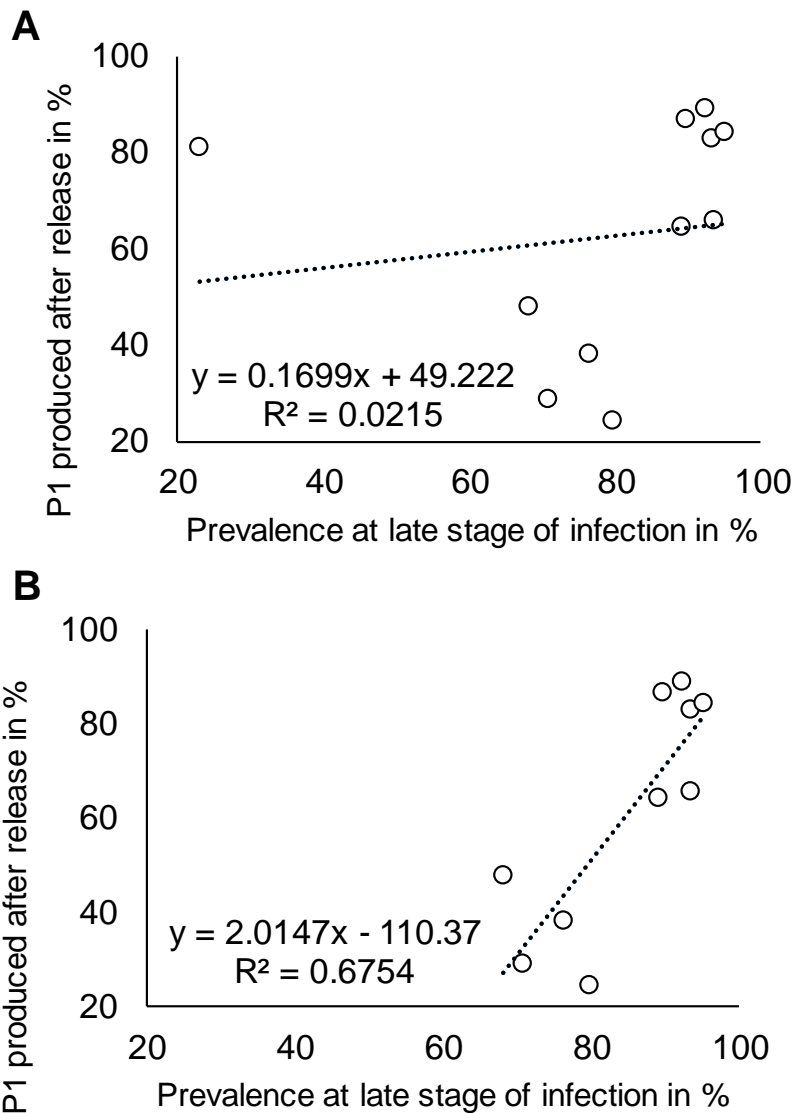 A
P1 produced after release in %
100
80
60
40
20
y = 0.1699x + 49.222
R² = 0.0215
20 40 60 80 100
Prevalence at late stage of infection in %
B
P1 produced after release in %
100
80
60
40
20
y = 2.0147x - 110.37
R² = 0.6754
20 40 60 80 100
Prevalence at late stage of infection in %